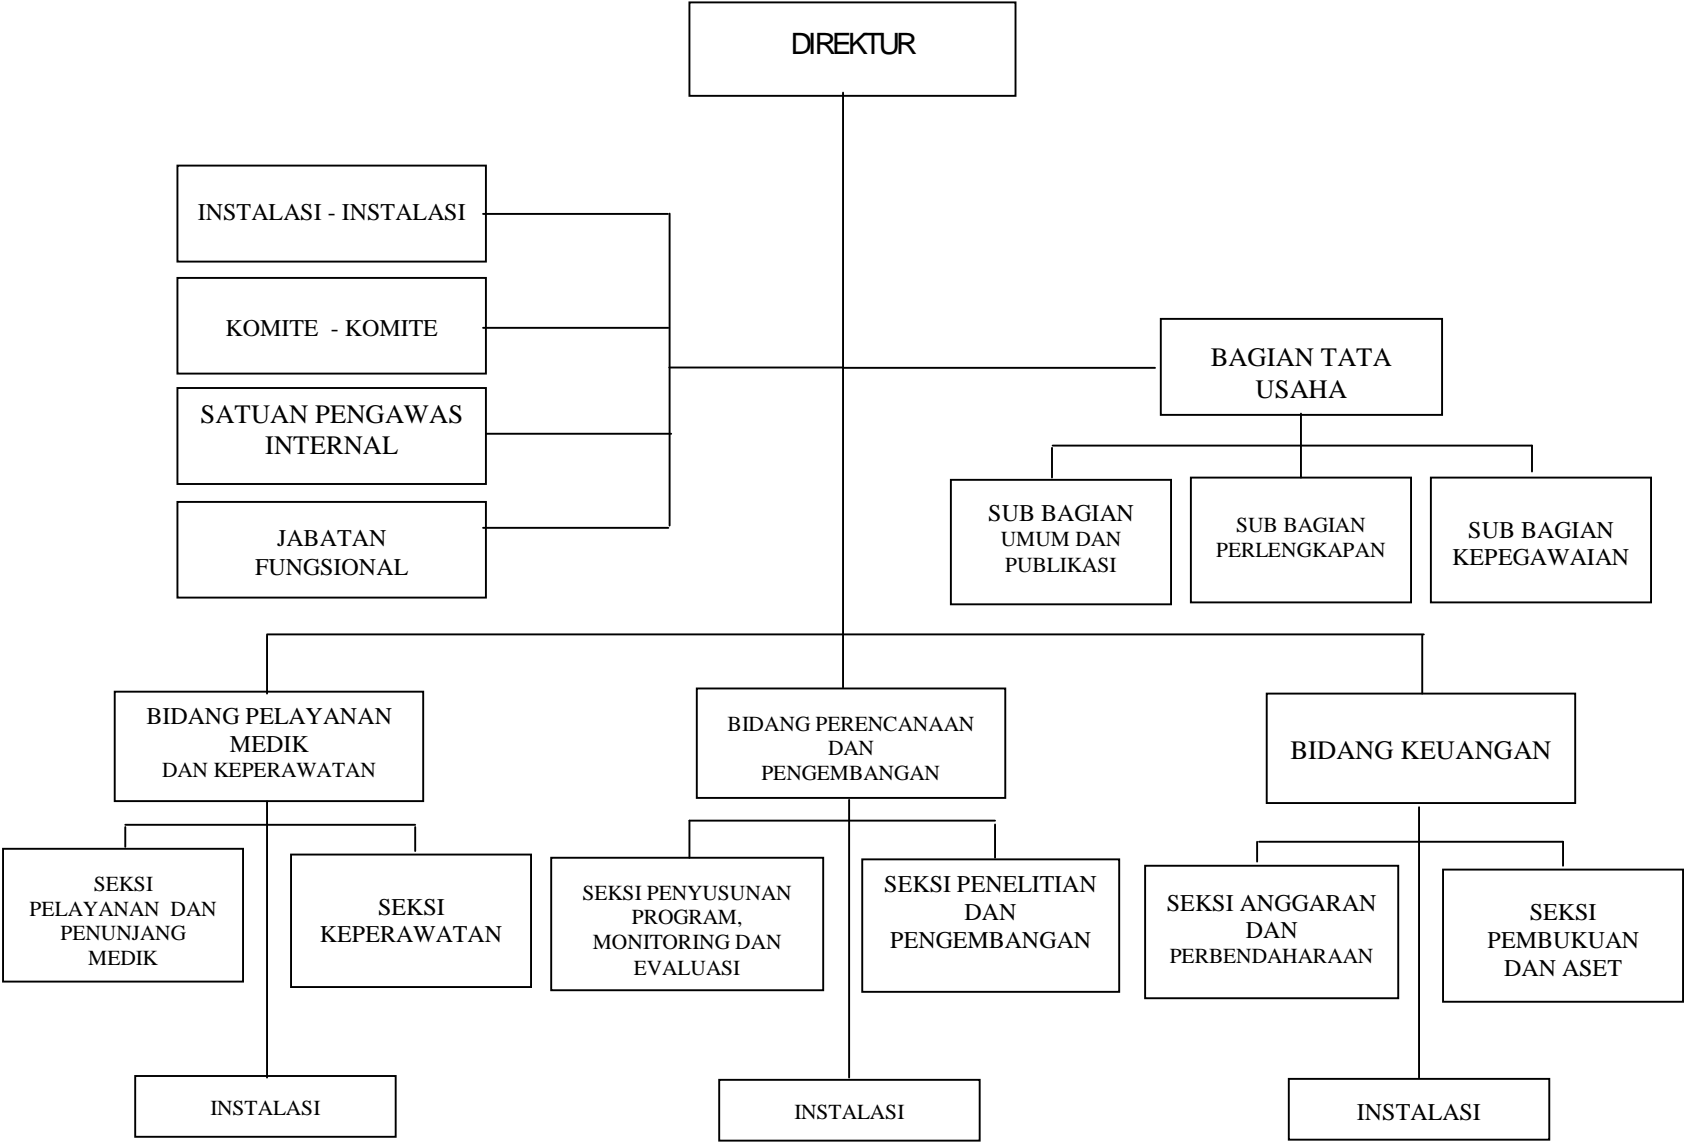 DIREKTUR
INSTALASI - INSTALASI
KOMITE - KOMITE
SATUAN PENGAWAS
INTERNAL
JABATAN
FUNGSIONAL
BAGIAN TATA
USAHA
SUB BAGIAN
UMUM DAN
PUBLIKASI
SUB BAGIAN
PERLENGKAPAN
SUB BAGIAN
KEPEGAWAIAN
BIDANG PELAYANAN
MEDIK
DAN KEPERAWATAN
BIDANG PERENCANAAN
DAN
PENGEMBANGAN
BIDANG KEUANGAN
SEKSI
PELAYANAN DAN
PENUNJANG
MEDIK
SEKSI
KEPERAWATAN
SEKSI PENYUSUNAN
PROGRAM,
MONITORING DAN
EVALUASI
SEKSI PENELITIAN
DAN
PENGEMBANGAN
SEKSI ANGGARAN
DAN
PERBENDAHARAAN
SEKSI
PEMBUKUAN
DAN ASET
INSTALASI
INSTALASI
INSTALASI